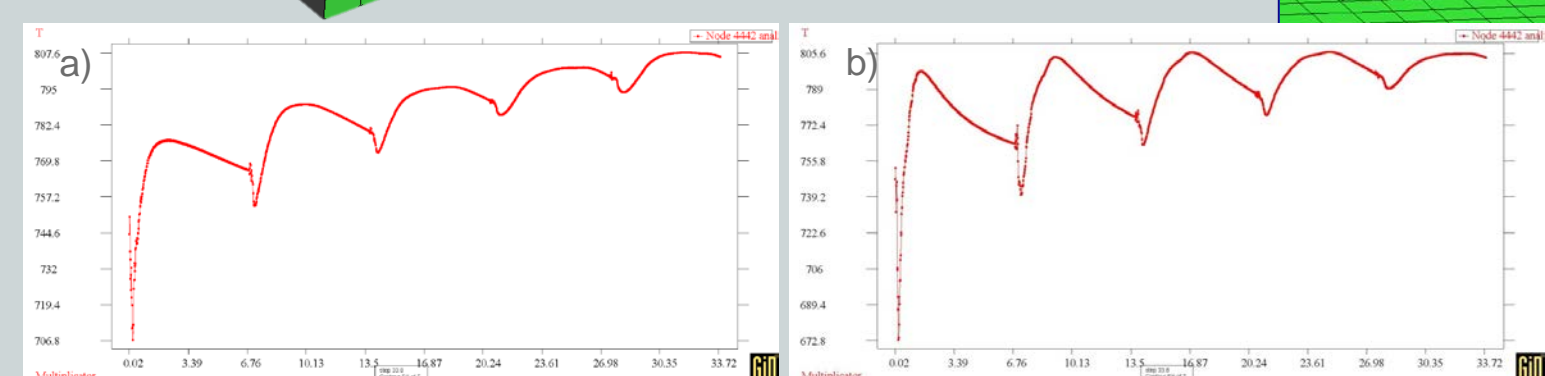 T
Node 4442 anal
a)
807.6
795
782.4
769.8
757.2
744.6
732
719.4
706.8
0.02 3.39 6.76 10.13 13.5 16.87 20.24 23.61 26.98 30.35 33.72
Multiplicator
GiD
T
Node 4442 anal
b)
805.6
789
772.4
755.8
739.2
722.6
706
689.4
672.8
0.02 3.39 6.76 10.13 13.5 16.87 20.24 23.61 26.98 30.35 33.72
Multiplicator
GiD